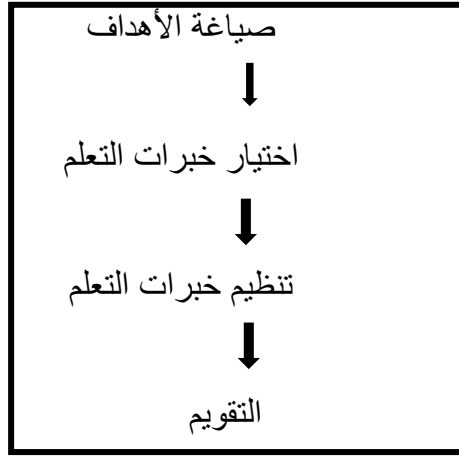 صياغة الأهداف
اختيار خبرات التعلم
تنظيم خبرات التعلم
التقويم